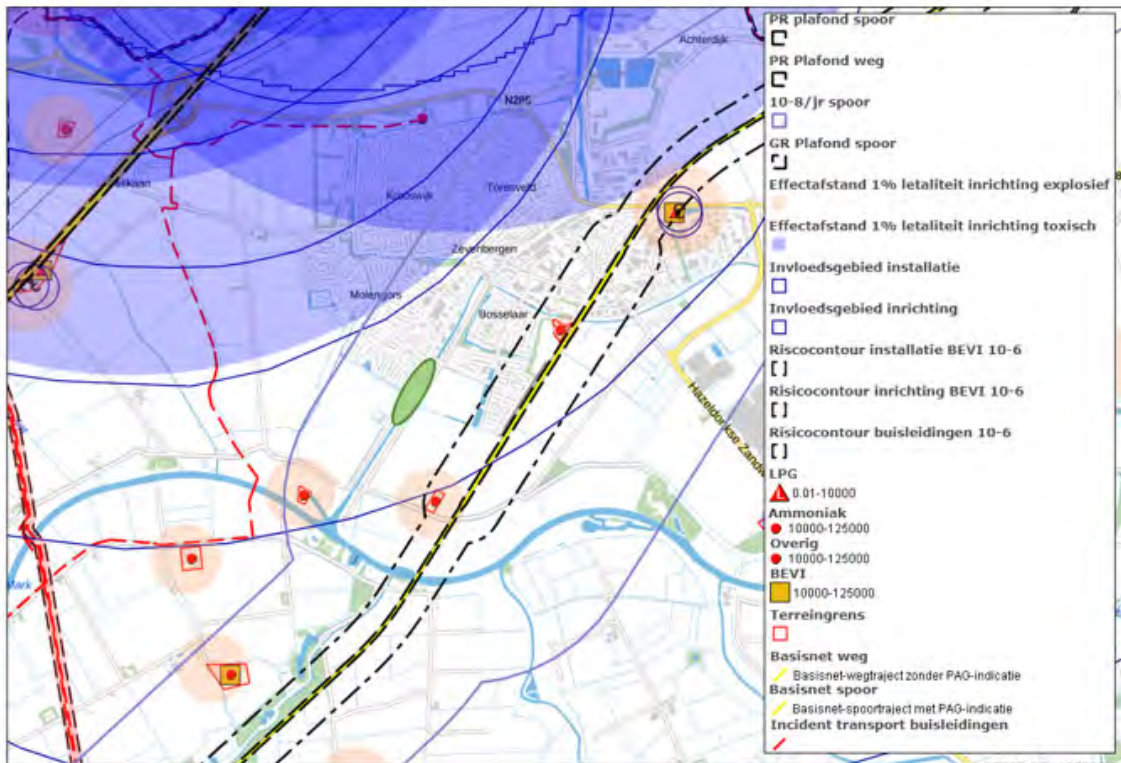 Achterdijk
N285
Krooswijk
Torenveld
Zevenbergen
Molengors
Bosselaar
Hazeldonkse Zandw
Mark
PR plafond spoor
PR Plafond weg
10-8/jr spoor
GR Plafond spoor
Effectafstand 1% letaliteit inrichting explosief
Effectafstand 1% letaliteit inrichting toxisch
Invloedsgebied installatie
Invloedsgebied inrichting
Riscocontour installatie BEVI 10-6
Risicocontour inrichting BEVI 10-6
Risicocontour buisleidingen 10-6
LPG
L 0.01-10000
Ammoniak
10000-125000
Overig
10000-125000
BEVI
10000-125000
Terreingrens
Basisnet weg
Basisnet-wegtraject zonder PAG-indicatie
Basisnet spoor
Basisnet-spoortraject met PAG-indicatie
Incident transport buisleidingen